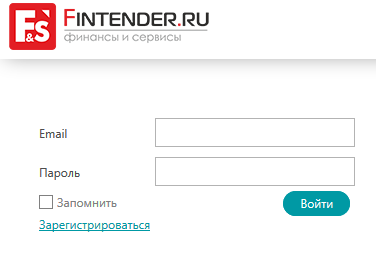 F&S
FINTENDER.RU
финансы и сервисы
Email
Пароль
Запомнить
Войти
Зарегистрироваться